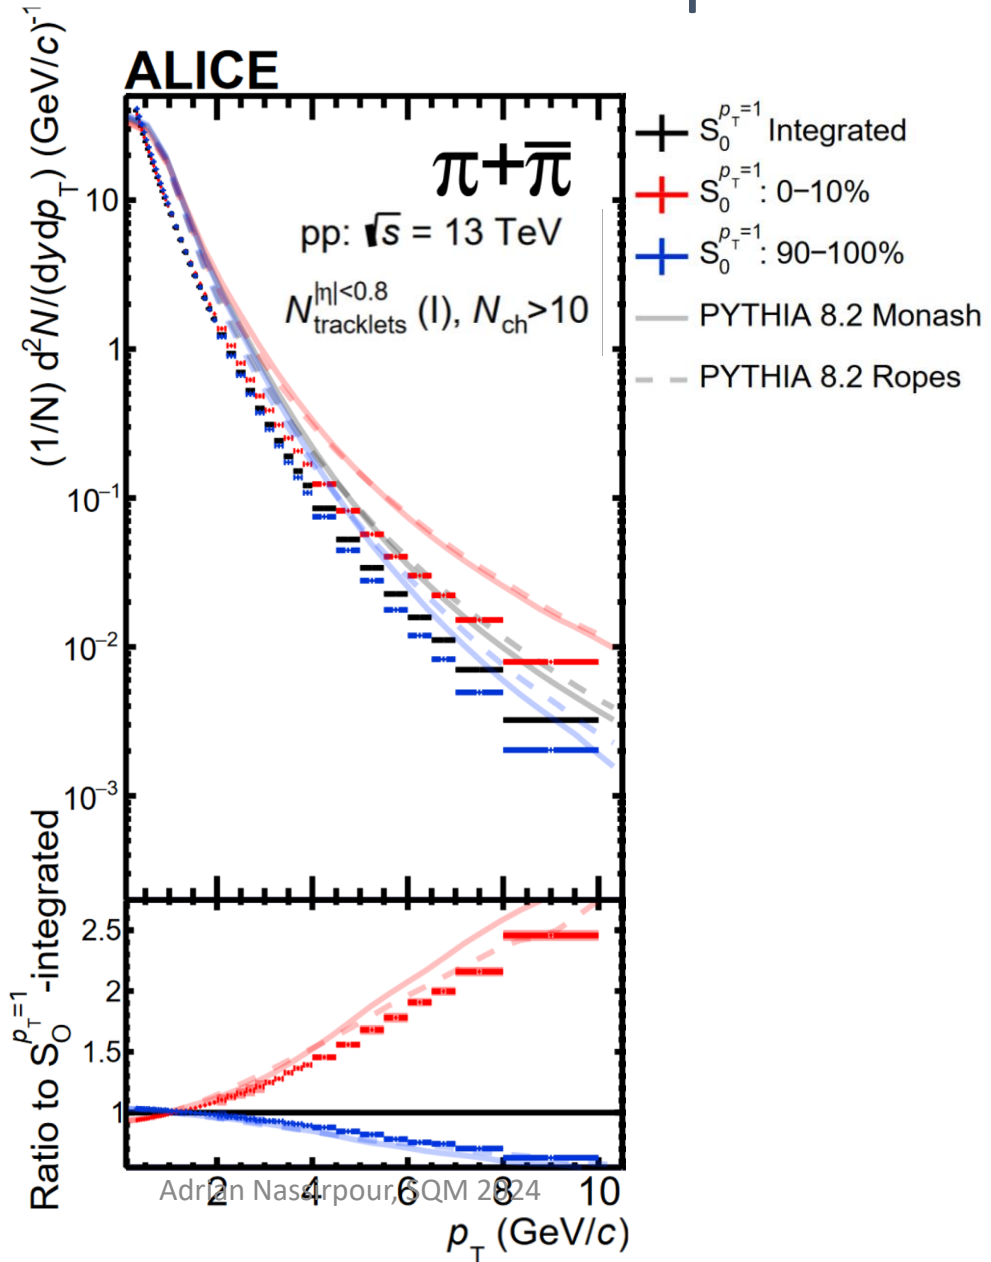 ALICE
(1/N) d²N/(dydp_T) (GeV/c)⁻¹
π+π̅
pp: √s = 13 TeV
N_tracklets^|η|<0.8 (I), N_ch>10
10
1
10⁻¹
10⁻²
10⁻³
S_0^{p_T=1} Integrated
S_0^{p_T=1}: 0–10%
S_0^{p_T=1}: 90–100%
PYTHIA 8.2 Monash
PYTHIA 8.2 Ropes
Ratio to S_O^{p_T=1}-integrated
2.5
2
1.5
1
2 4 6 8 10
Adrian Nassirpour, SQM 2024
p_T (GeV/c)